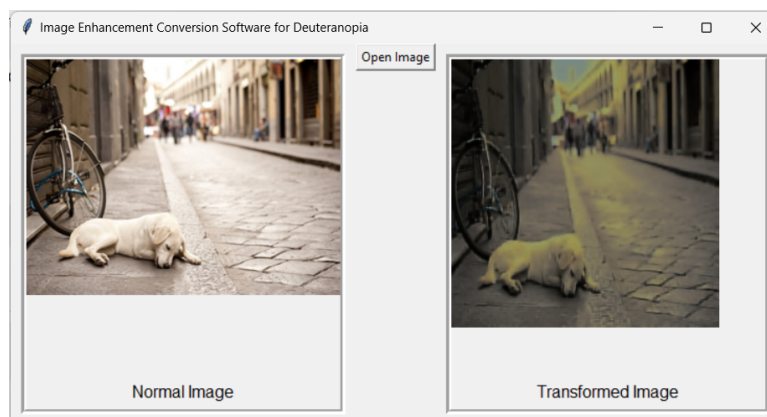 Image Enhancement Conversion Software for Deuteranopia
Open Image
Normal Image
Transformed Image